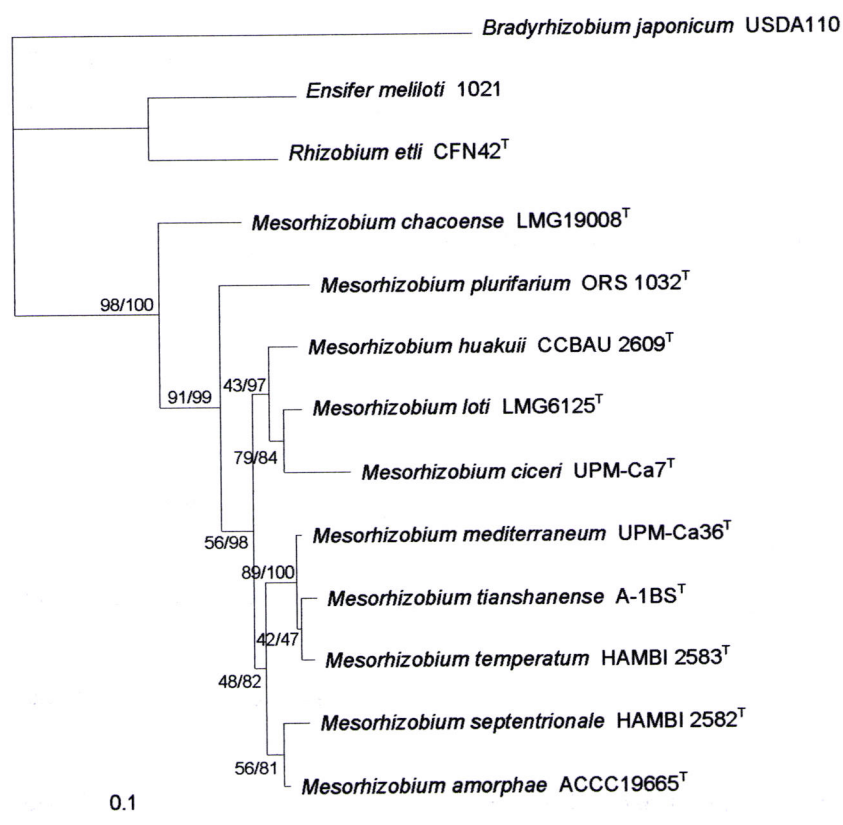 Bradyrhizobium japonicum USDA110
Ensifer meliloti 1021
Rhizobium etli CFN42ᵀ
Mesorhizobium chacoense LMG19008ᵀ
Mesorhizobium plurifarium ORS 1032ᵀ
98/100
Mesorhizobium huakuii CCBAU 2609ᵀ
43/97
91/99
Mesorhizobium loti LMG6125ᵀ
79/84
Mesorhizobium ciceri UPM-Ca7ᵀ
Mesorhizobium mediterraneum UPM-Ca36ᵀ
56/98
89/100
Mesorhizobium tianshanense A-1BSᵀ
42/47
Mesorhizobium temperatum HAMBI 2583ᵀ
48/82
Mesorhizobium septentrionale HAMBI 2582ᵀ
56/81
Mesorhizobium amorphae ACCC19665ᵀ
0.1